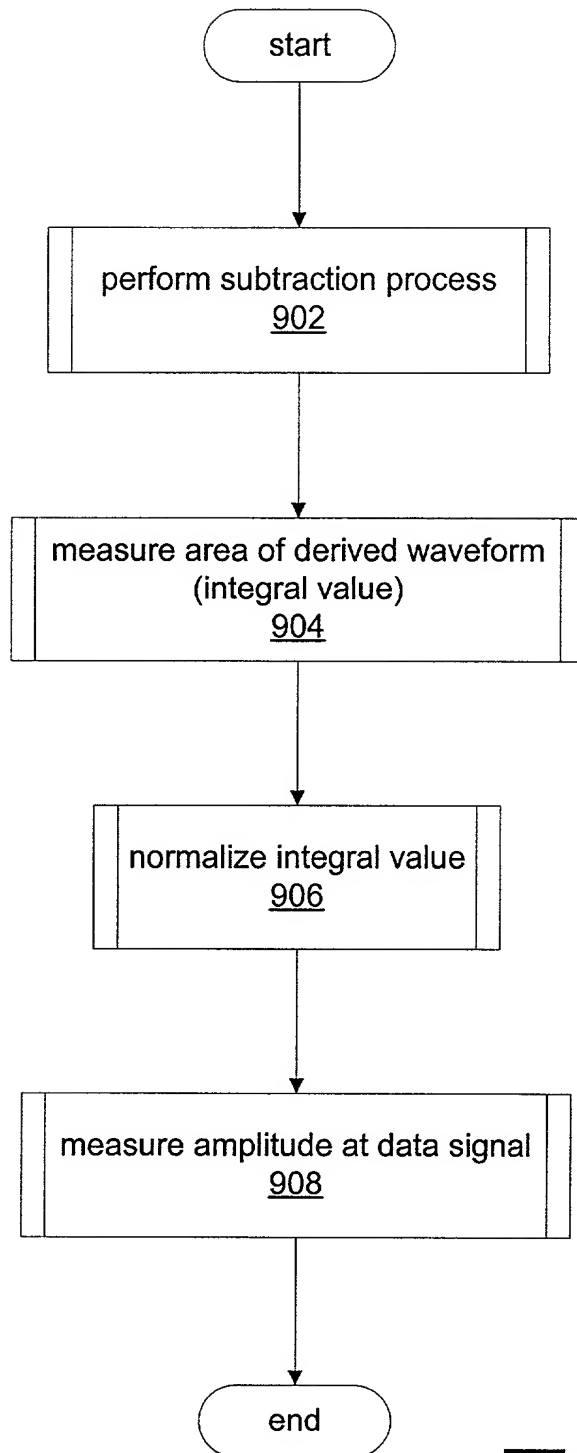 start
perform subtraction process
902
measure area of derived waveform
(integral value)
904
normalize integral value
906
measure amplitude at data signal
908
end